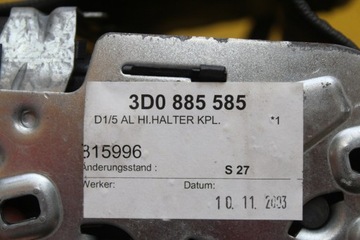 3D0 885 585
D1/5 AL HI.HALTER KPL. *1
815996
Änderungsstand : S 27
Werker: Datum:
10. 11. 2003